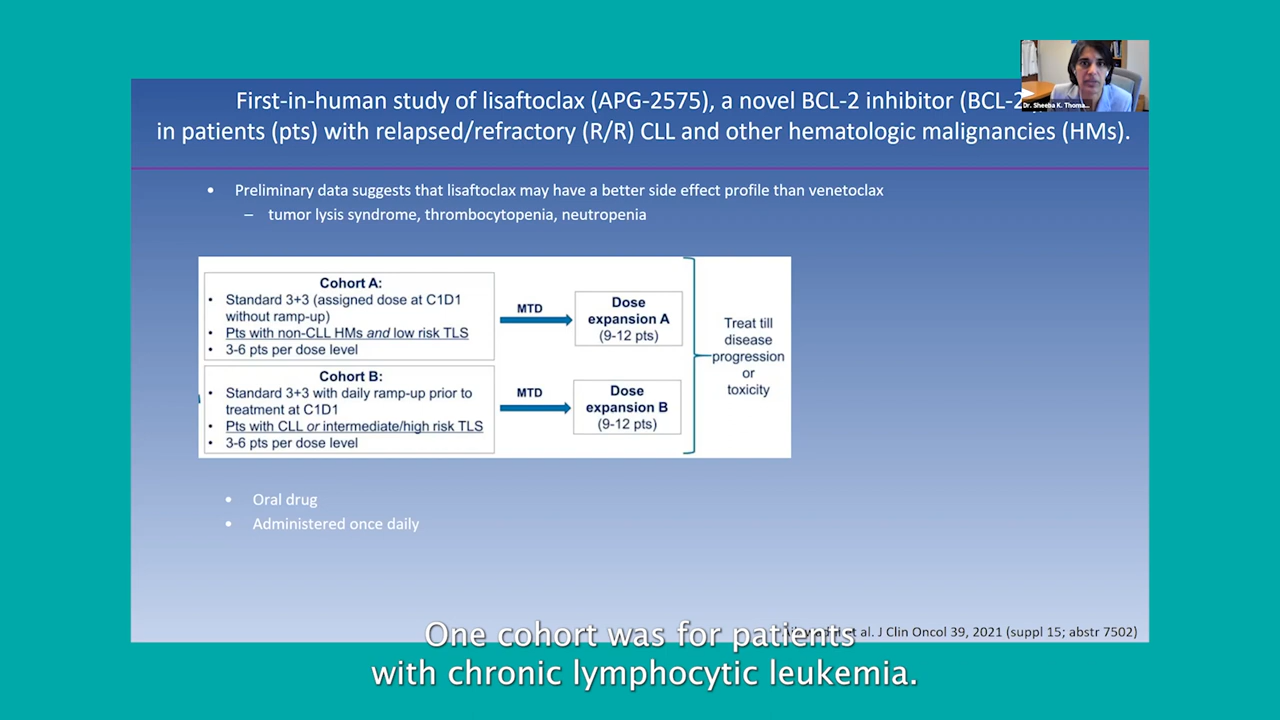 First-in-human study of lisaftoclax (APG-2575), a novel BCL-2 inhibitor (BCL-2
in patients (pts) with relapsed/refractory (R/R) CLL and other hematologic malignancies (HMs).
Dr. Sheeba K. Thoma...
• Preliminary data suggests that lisaftoclax may have a better side effect profile than venetoclax
– tumor lysis syndrome, thrombocytopenia, neutropenia
Cohort A:
• Standard 3+3 (assigned dose at C1D1
without ramp-up)
• Pts with non-CLL HMs and low risk TLS
• 3-6 pts per dose level
MTD
Dose
expansion A
(9-12 pts)
Cohort B:
• Standard 3+3 with daily ramp-up prior to
treatment at C1D1
• Pts with CLL or intermediate/high risk TLS
• 3-6 pts per dose level
MTD
Dose
expansion B
(9-12 pts)
Treat till
disease
progression
or
toxicity
• Oral drug
• Administered once daily
et al. J Clin Oncol 39, 2021 (suppl 15; abstr 7502)
One cohort was for patients
with chronic lymphocytic leukemia.